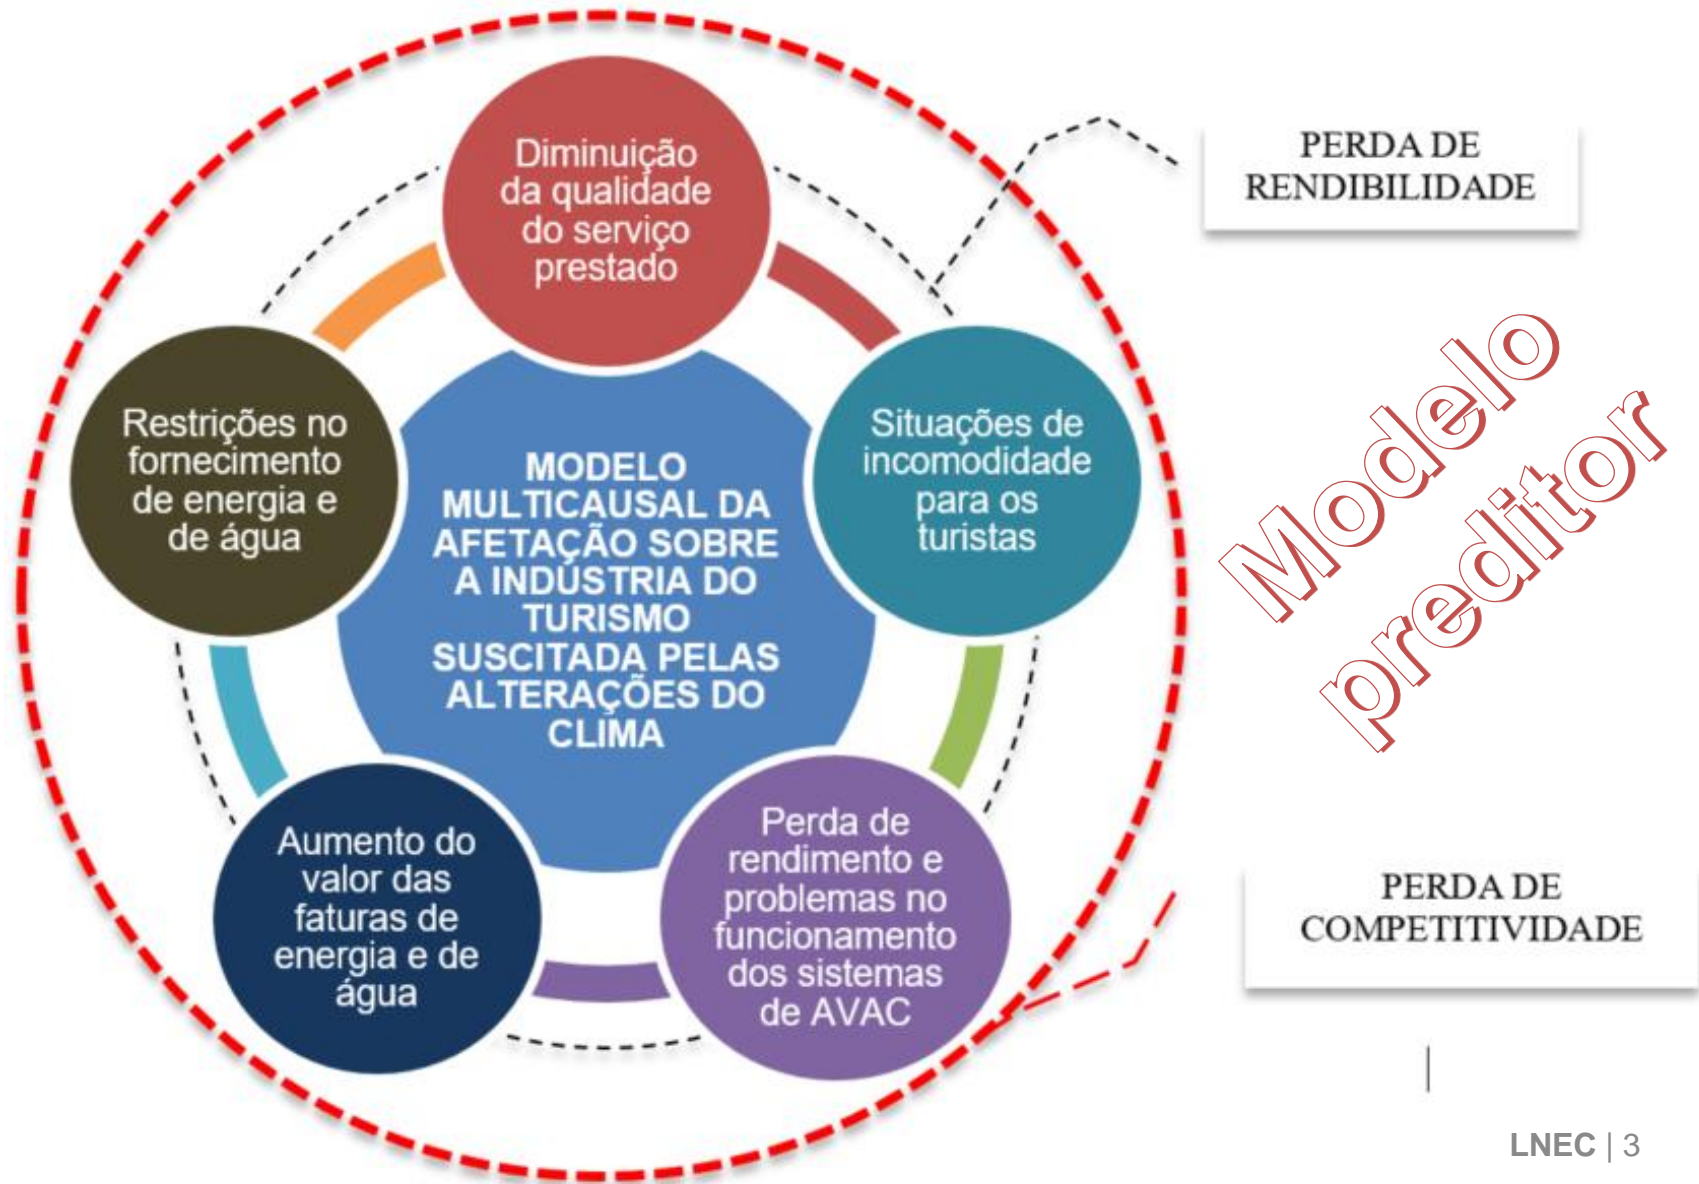 Diminuição
da qualidade
do serviço
prestado
PERDA DE
RENDIBILIDADE
Restrições no
fornecimento
de energia e
de água
MODELO
MULTICAUSAL DA
AFETAÇÃO SOBRE
A INDÚSTRIA DO
TURISMO
SUSCITADA PELAS
ALTERAÇÕES DO
CLIMA
Situações de
incomodidade
para os
turistas
Modelo
preditor
Aumento do
valor das
faturas de
energia e de
água
Perda de
rendimento e
problemas no
funcionamento
dos sistemas
de AVAC
PERDA DE
COMPETITIVIDADE
LNEC | 3